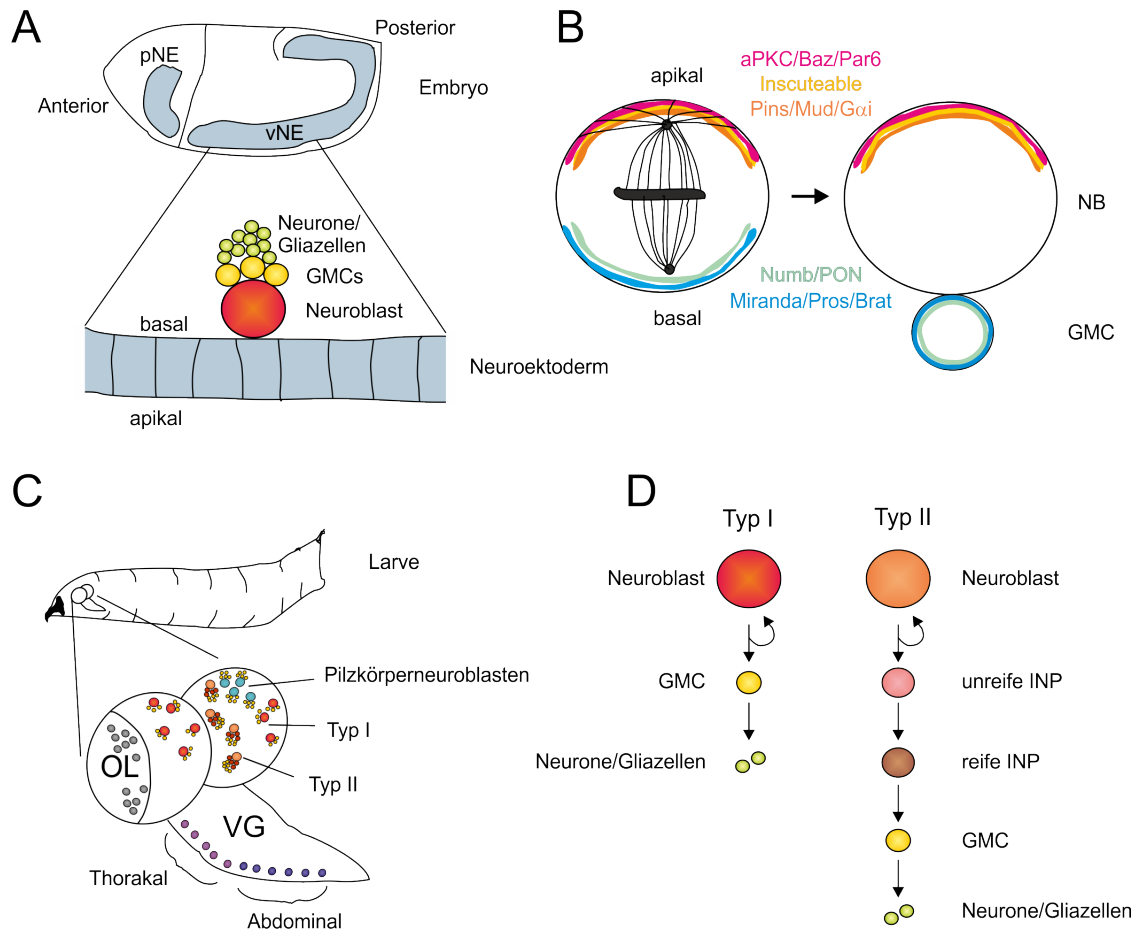 A
Posterior
pNE
Anterior
Embryo
vNE
Neurone/
Gliazellen
GMCs
Neuroblast
basal
Neuroektoderm
apikal
B
aPKC/Baz/Par6
apikal
Inscuteable
Pins/Mud/Gαi
NB
Numb/PON
Miranda/Pros/Brat
basal
GMC
C
Larve
Pilzkörperneuroblasten
Typ I
OL
Typ II
VG
Thorakal
Abdominal
D
Typ I
Typ II
Neuroblast
Neuroblast
GMC
unreife INP
Neurone/Gliazellen
reife INP
GMC
Neurone/Gliazellen